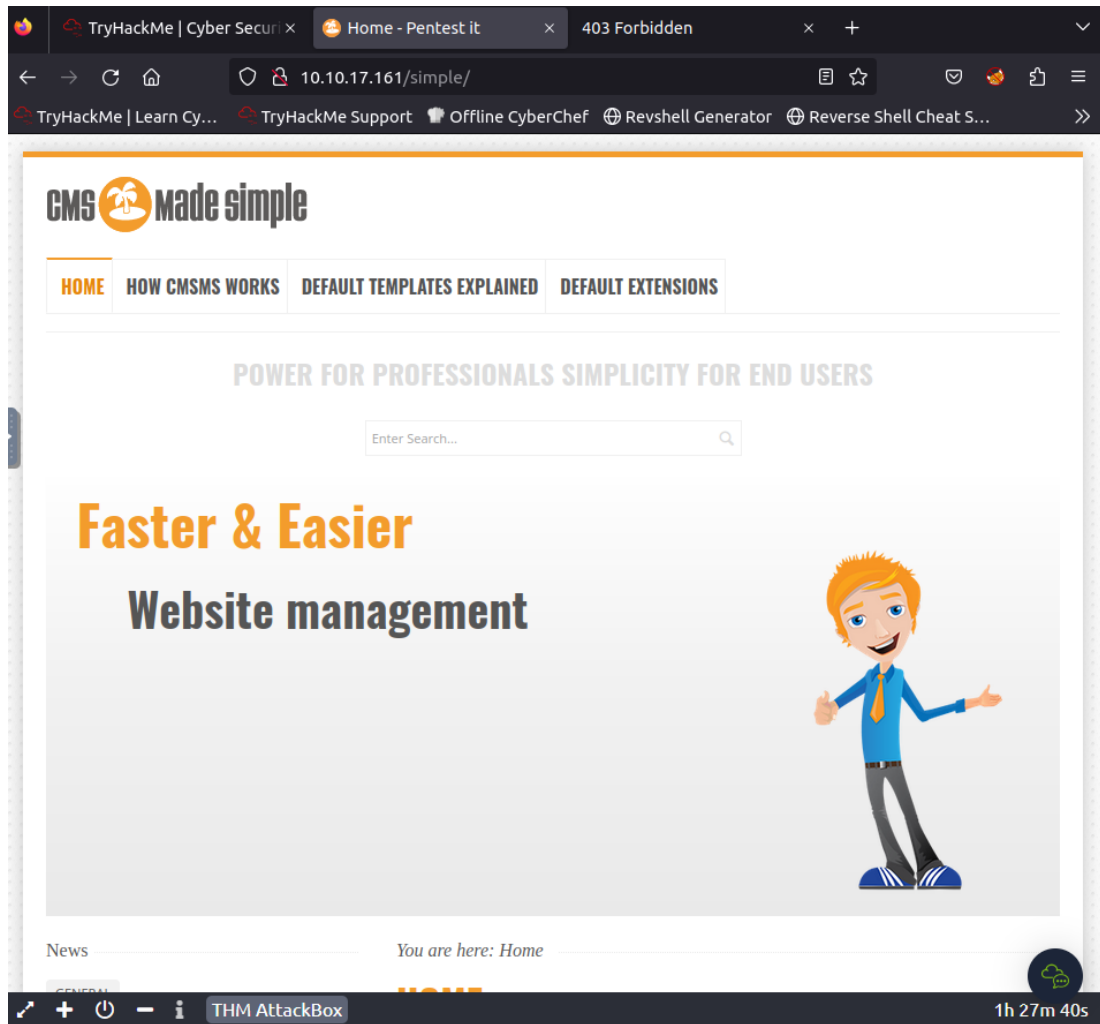 TryHackMe | Cyber Securi
Home - Pentest it
403 Forbidden
10.10.17.161/simple/
TryHackMe | Learn Cy...
TryHackMe Support
Offline CyberChef
Revshell Generator
Reverse Shell Cheat S...
CMS made simple
HOME
HOW CMSMS WORKS
DEFAULT TEMPLATES EXPLAINED
DEFAULT EXTENSIONS
POWER FOR PROFESSIONALS SIMPLICITY FOR END USERS
Enter Search...
Faster & Easier
Website management
News
You are here: Home
GENERAL
HOME
THM AttackBox
1h 27m 40s